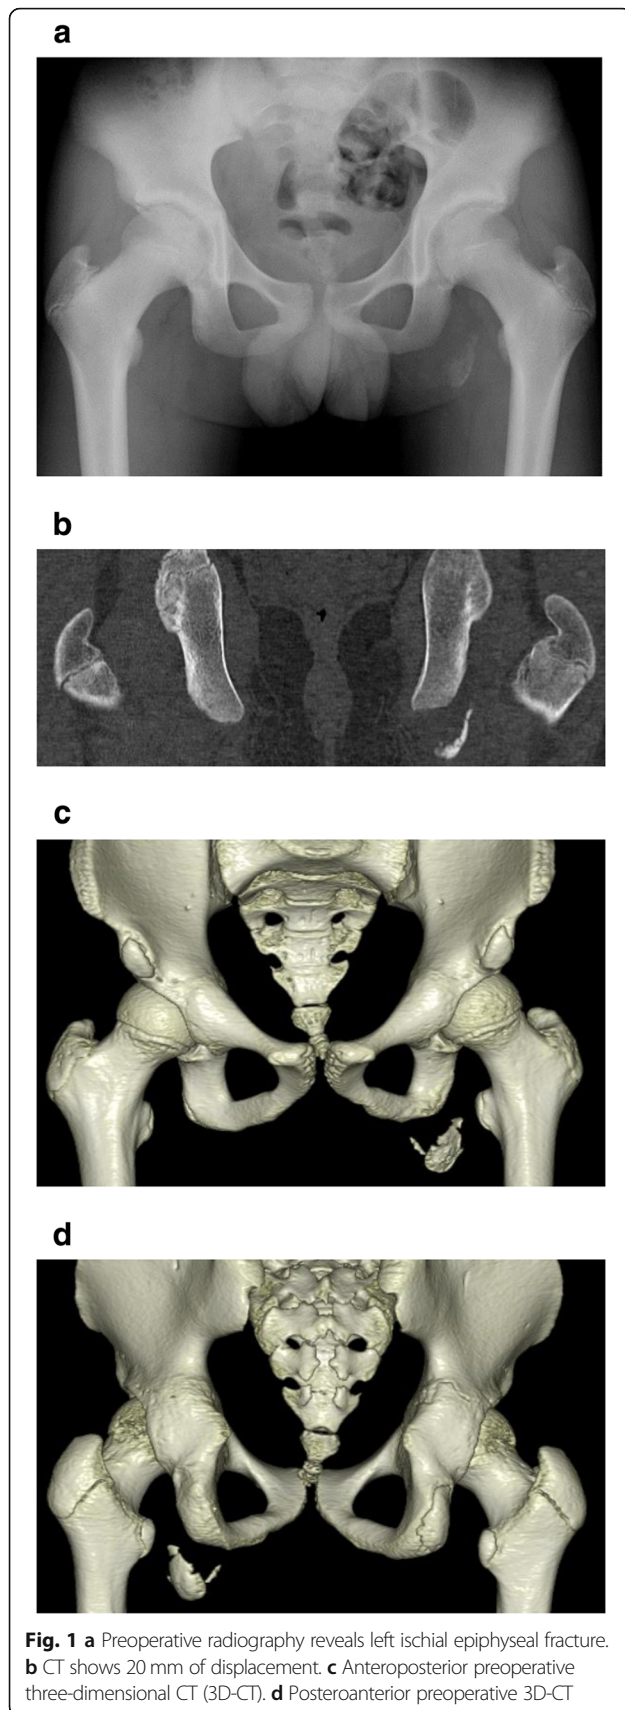 a
b
c
d
Fig. 1 a Preoperative radiography reveals left ischial epiphyseal fracture.
b CT shows 20 mm of displacement. c Anteroposterior preoperative
three-dimensional CT (3D-CT). d Posteroanterior preoperative 3D-CT